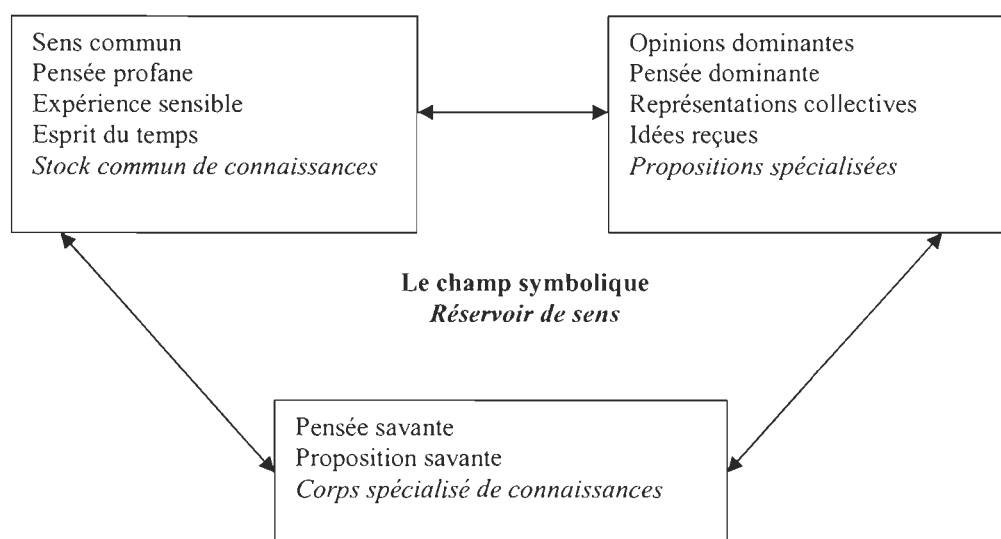 Sens commun
Pensée profane
Expérience sensible
Esprit du temps
Stock commun de connaissances
Opinions dominantes
Pensée dominante
Représentations collectives
Idées reçues
Propositions spécialisées
Le champ symbolique
Réservoir de sens
Pensée savante
Proposition savante
Corps spécialisé de connaissances